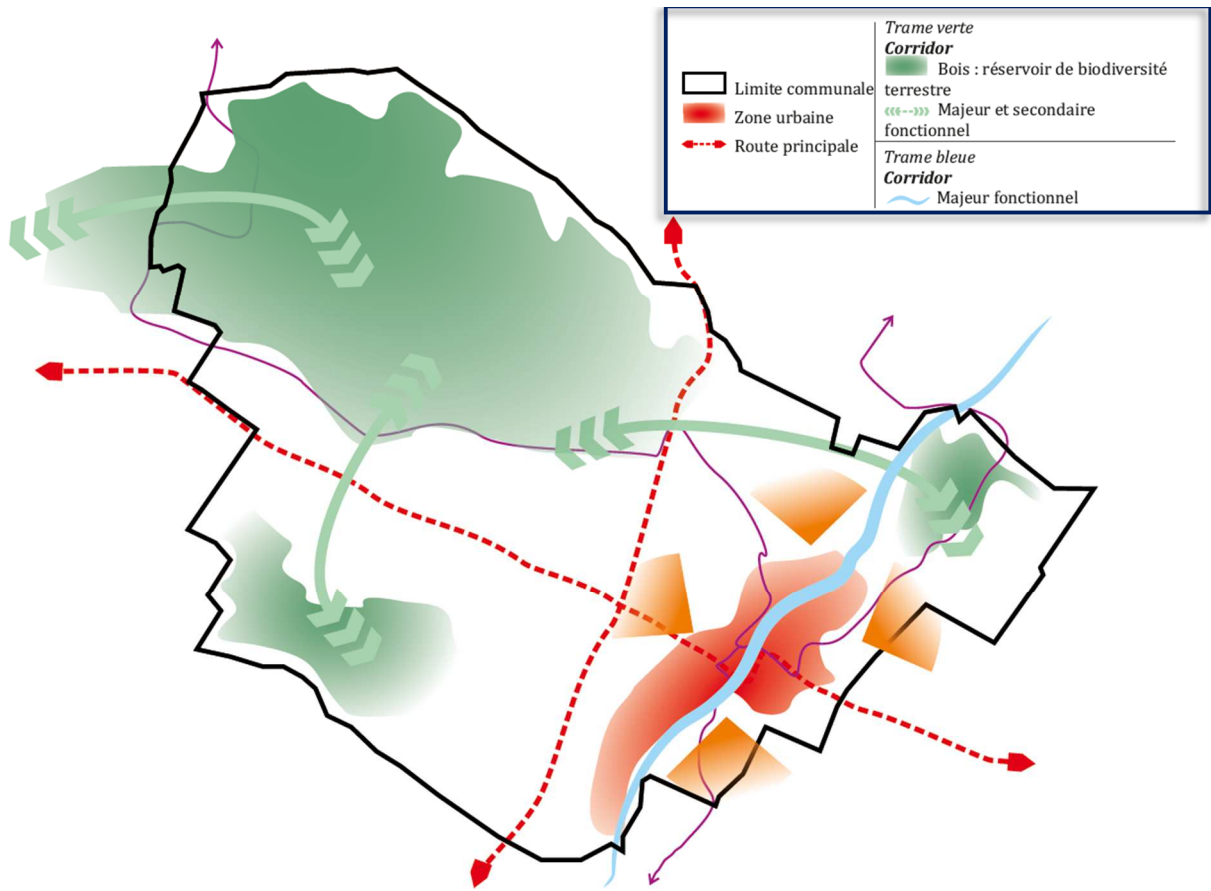 Limite communale
Zone urbaine
Route principale
Trame verte
Corridor
Bois : réservoir de biodiversité
terrestre
Majeur et secondaire
fonctionnel
Trame bleue
Corridor
Majeur fonctionnel